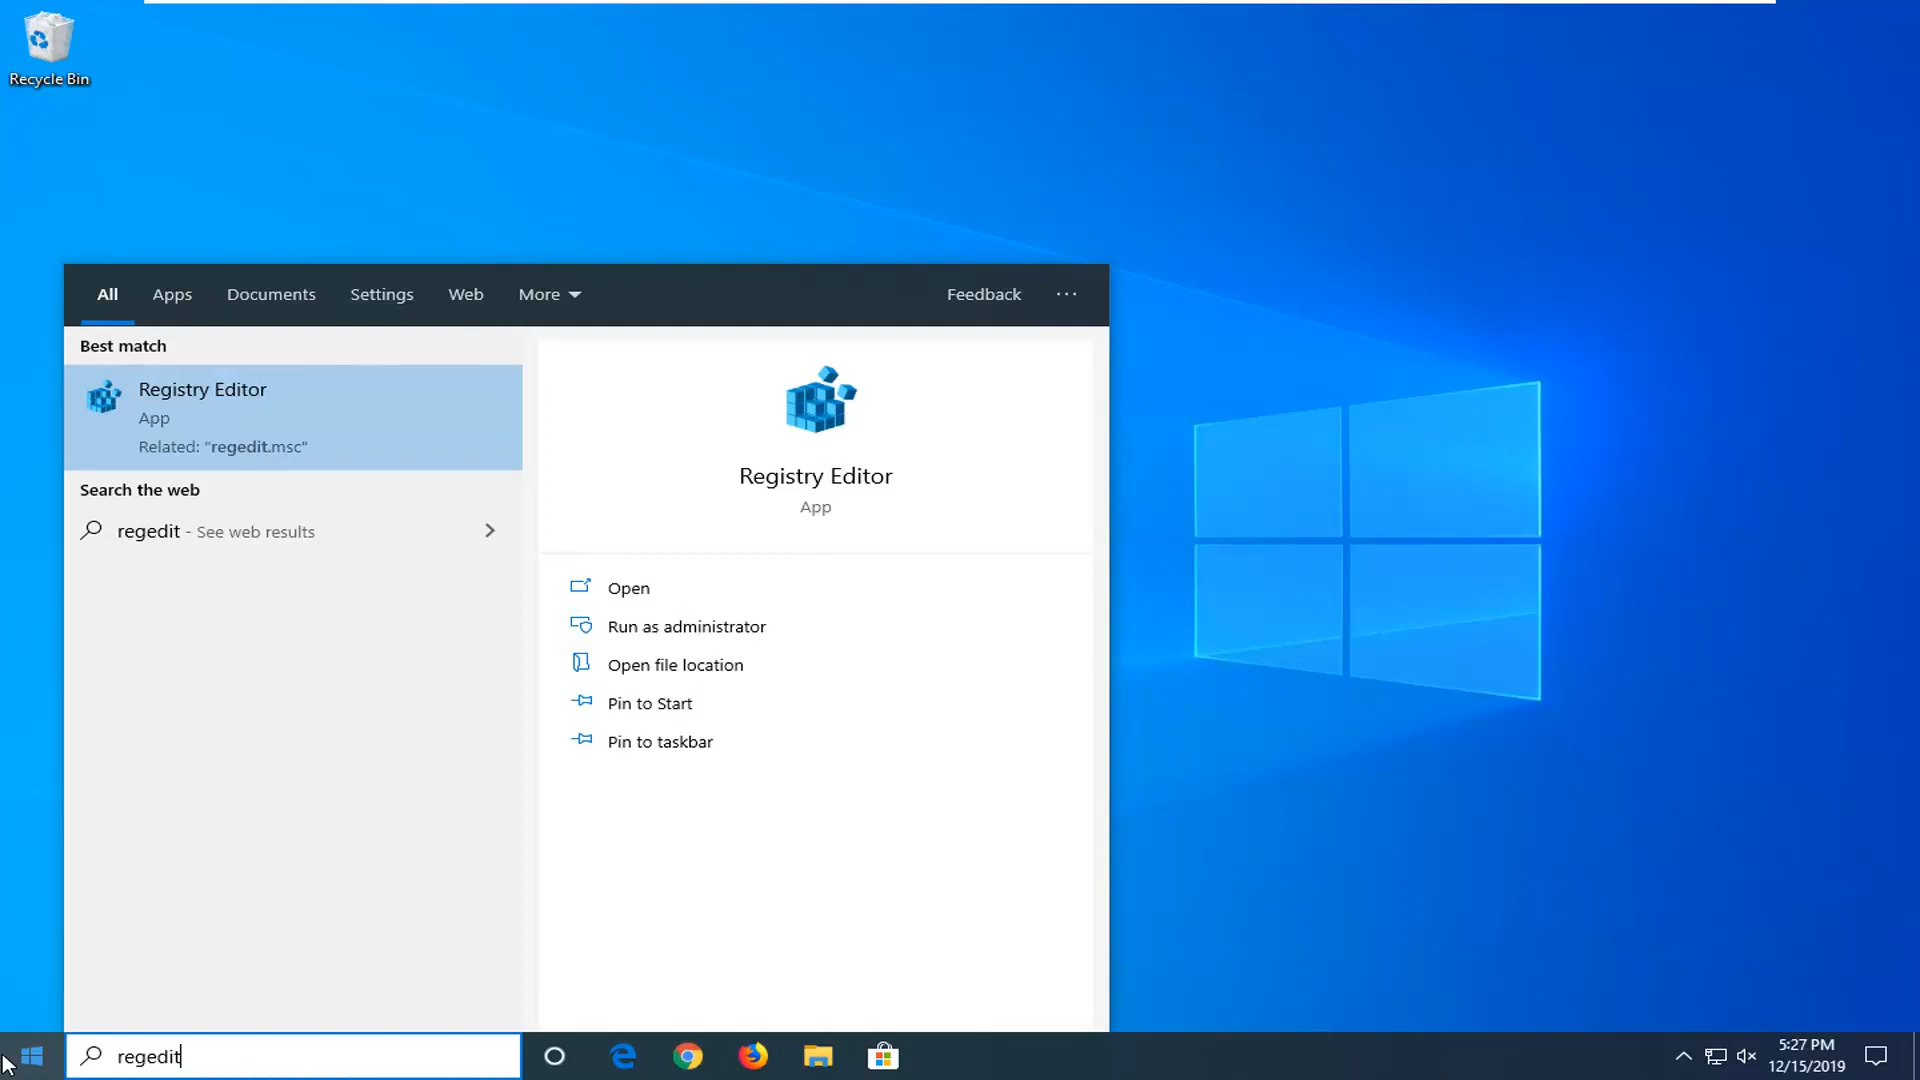 Recycle Bin
All Apps Documents Settings Web More Feedback ···
Best match
Registry Editor
App
Related: "regedit.msc"
Search the web
regedit - See web results
Registry Editor
App
Open
Run as administrator
Open file location
Pin to Start
Pin to taskbar
regedit
5:27 PM
12/15/2019